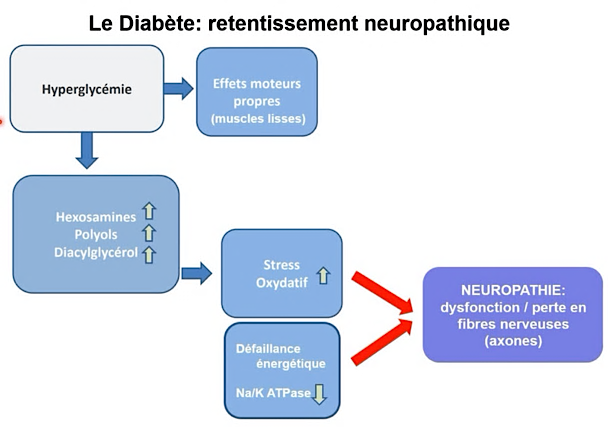 Le Diabète: retentissement neuropathique
Hyperglycémie
Effets moteurs
propres
(muscles lisses)
Hexosamines
Polyols
Diacylglycérol
Stress
Oxydatif
Défaillance
énergétique
Na/K ATPase
NEUROPATHIE:
dysfonction / perte en
fibres nerveuses
(axones)